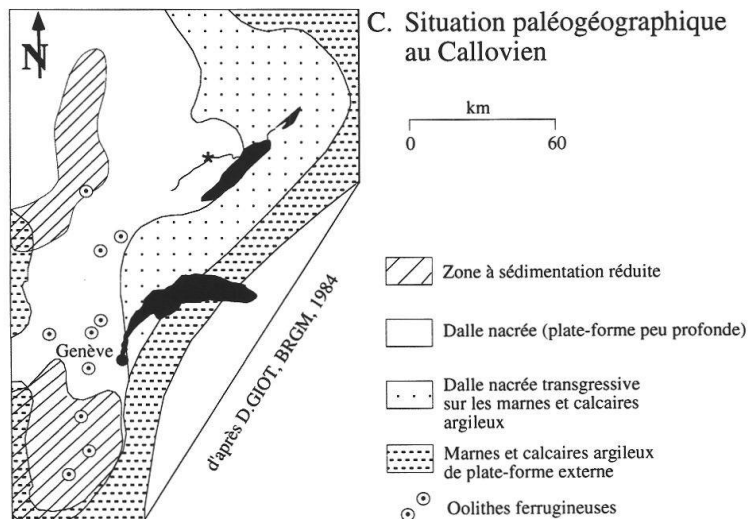 N
C. Situation paléogéographique
au Callovien
km
0 60
Zone à sédimentation réduite
Dalle nacrée (plate-forme peu profonde)
Dalle nacrée transgressive
sur les marnes et calcaires
argileux
Marnes et calcaires argileux
de plate-forme externe
Oolithes ferrugineuses
Genève
d'après D.GIOT, BRGM, 1984